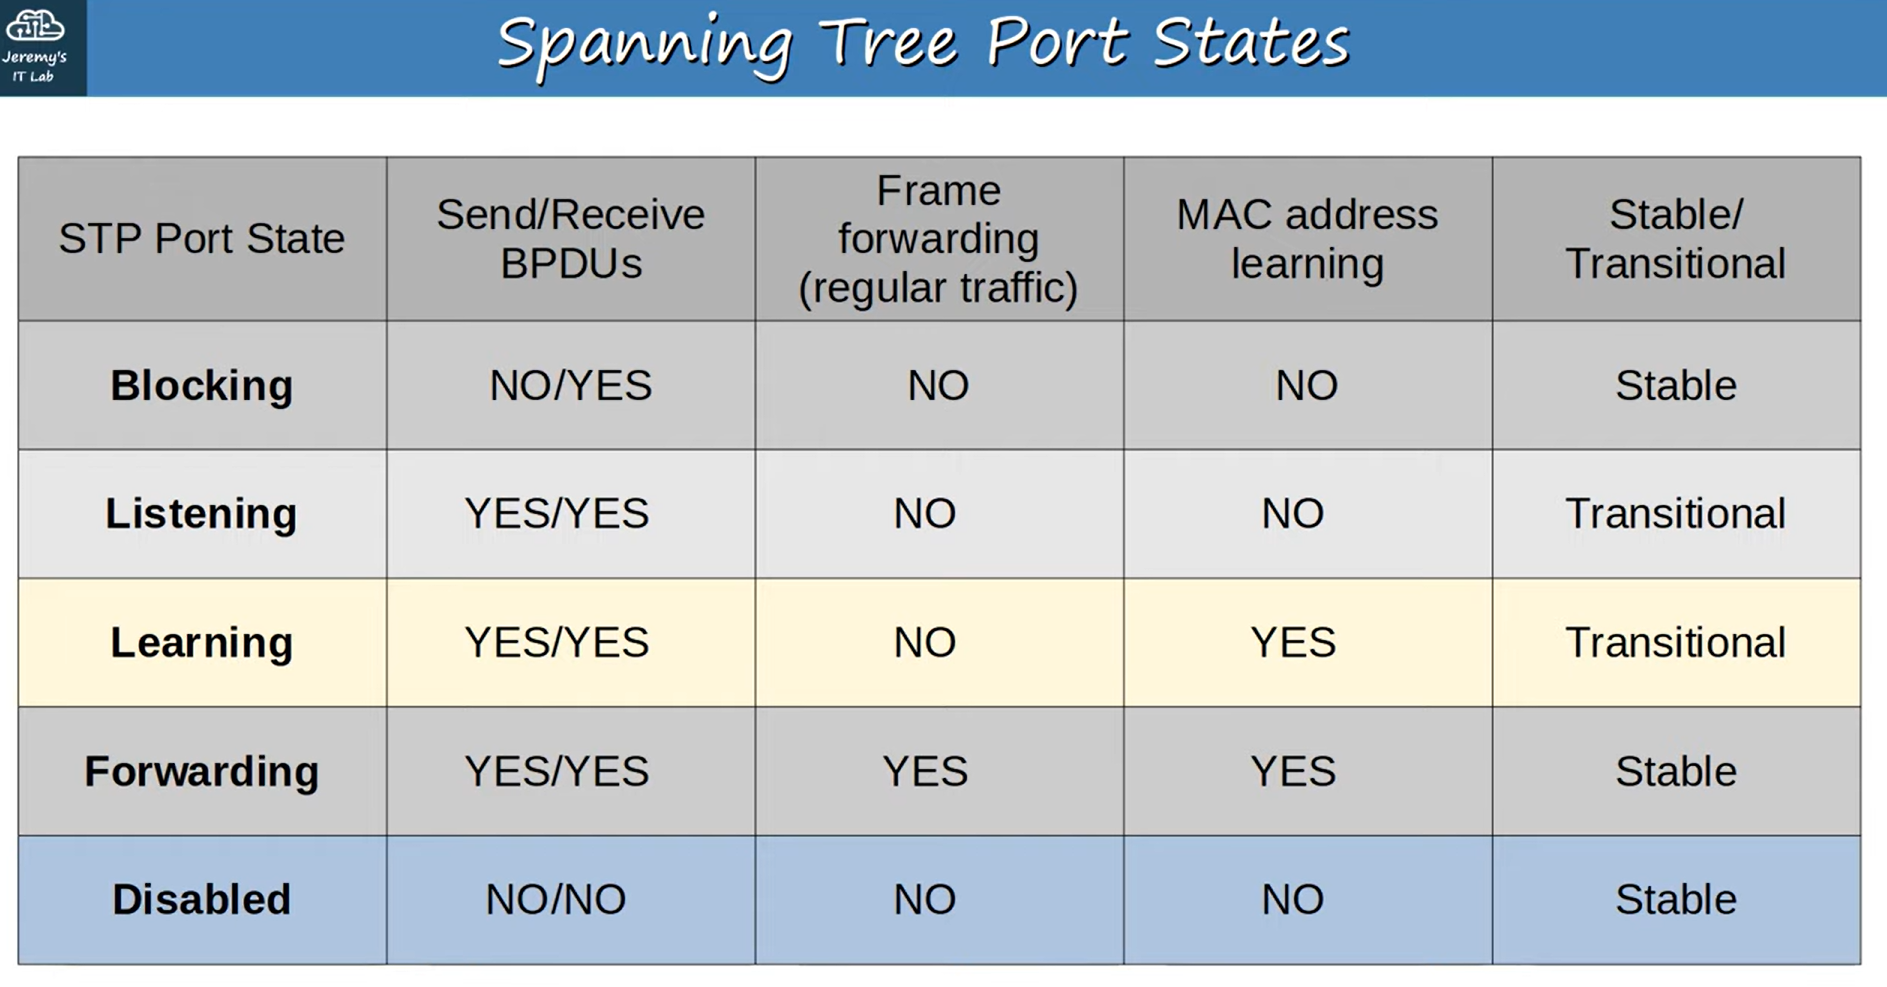 Jeremy's
IT Lab
Spanning Tree Port States
STP Port State
Send/Receive
BPDUs
Frame
forwarding
(regular traffic)
MAC address
learning
Stable/
Transitional
Blocking NO/YES NO NO Stable
Listening YES/YES NO NO Transitional
Learning YES/YES NO YES Transitional
Forwarding YES/YES YES YES Stable
Disabled NO/NO NO NO Stable